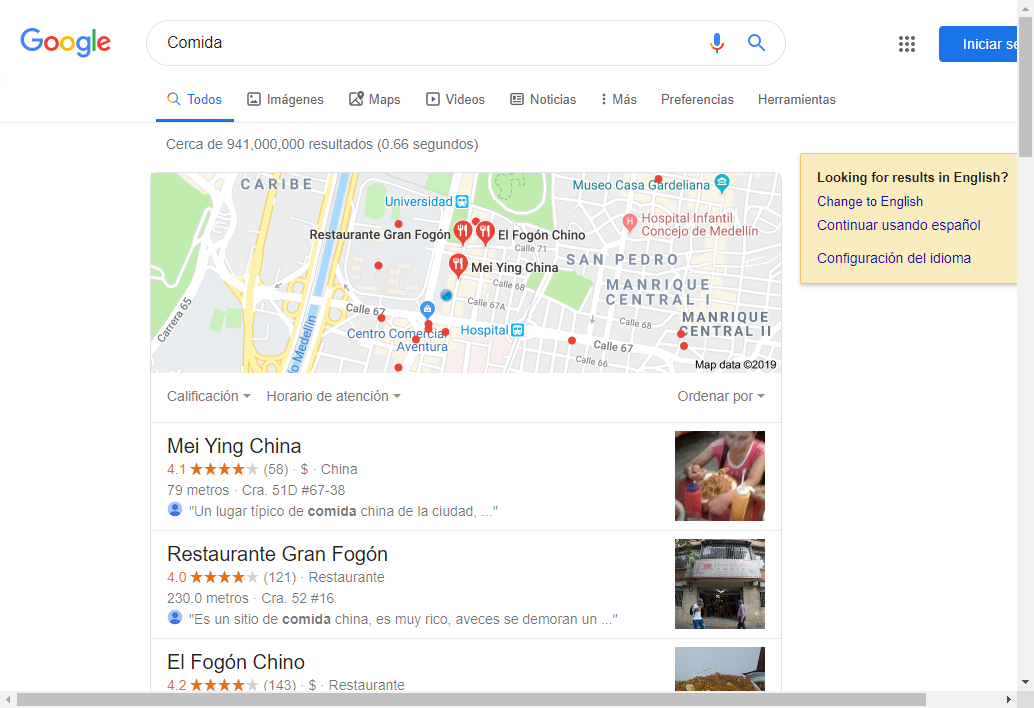 Google
Comida
Iniciar se
Todos
Imágenes
Maps
Videos
Noticias
Más
Preferencias
Herramientas
Cerca de 941,000,000 resultados (0.66 segundos)
Looking for results in English?
Change to English
Continuar usando español
Configuración del idioma
CARIBE
Universidad
Museo Casa Gardeliana
Restaurante Gran Fogón
El Fogón Chino
Calle 71
H
Hospital Infantil
Concejo de Medellín
Mei Ying China
SAN PEDRO
Calle 68
MANRIQUE
CENTRAL I
Carrera 65
Calle 67
Calle 67A
Calle 68
MANRIQUE
CENTRAL II
Centro Comercial
Aventura
Hospital
Calle 67
Calle 66
Map data ©2019
Calificación
Horario de atención
Ordenar por
Mei Ying China
4.1 (58) · $ · China
79 metros · Cra. 51D #67-38
"Un lugar típico de comida china de la ciudad, ..."
Restaurante Gran Fogón
4.0 (121) · Restaurante
230.0 metros · Cra. 52 #16
"Es un sitio de comida china, es muy rico, aveces se demoran un ..."
El Fogón Chino
4.2 (143) · $ · Restaurante